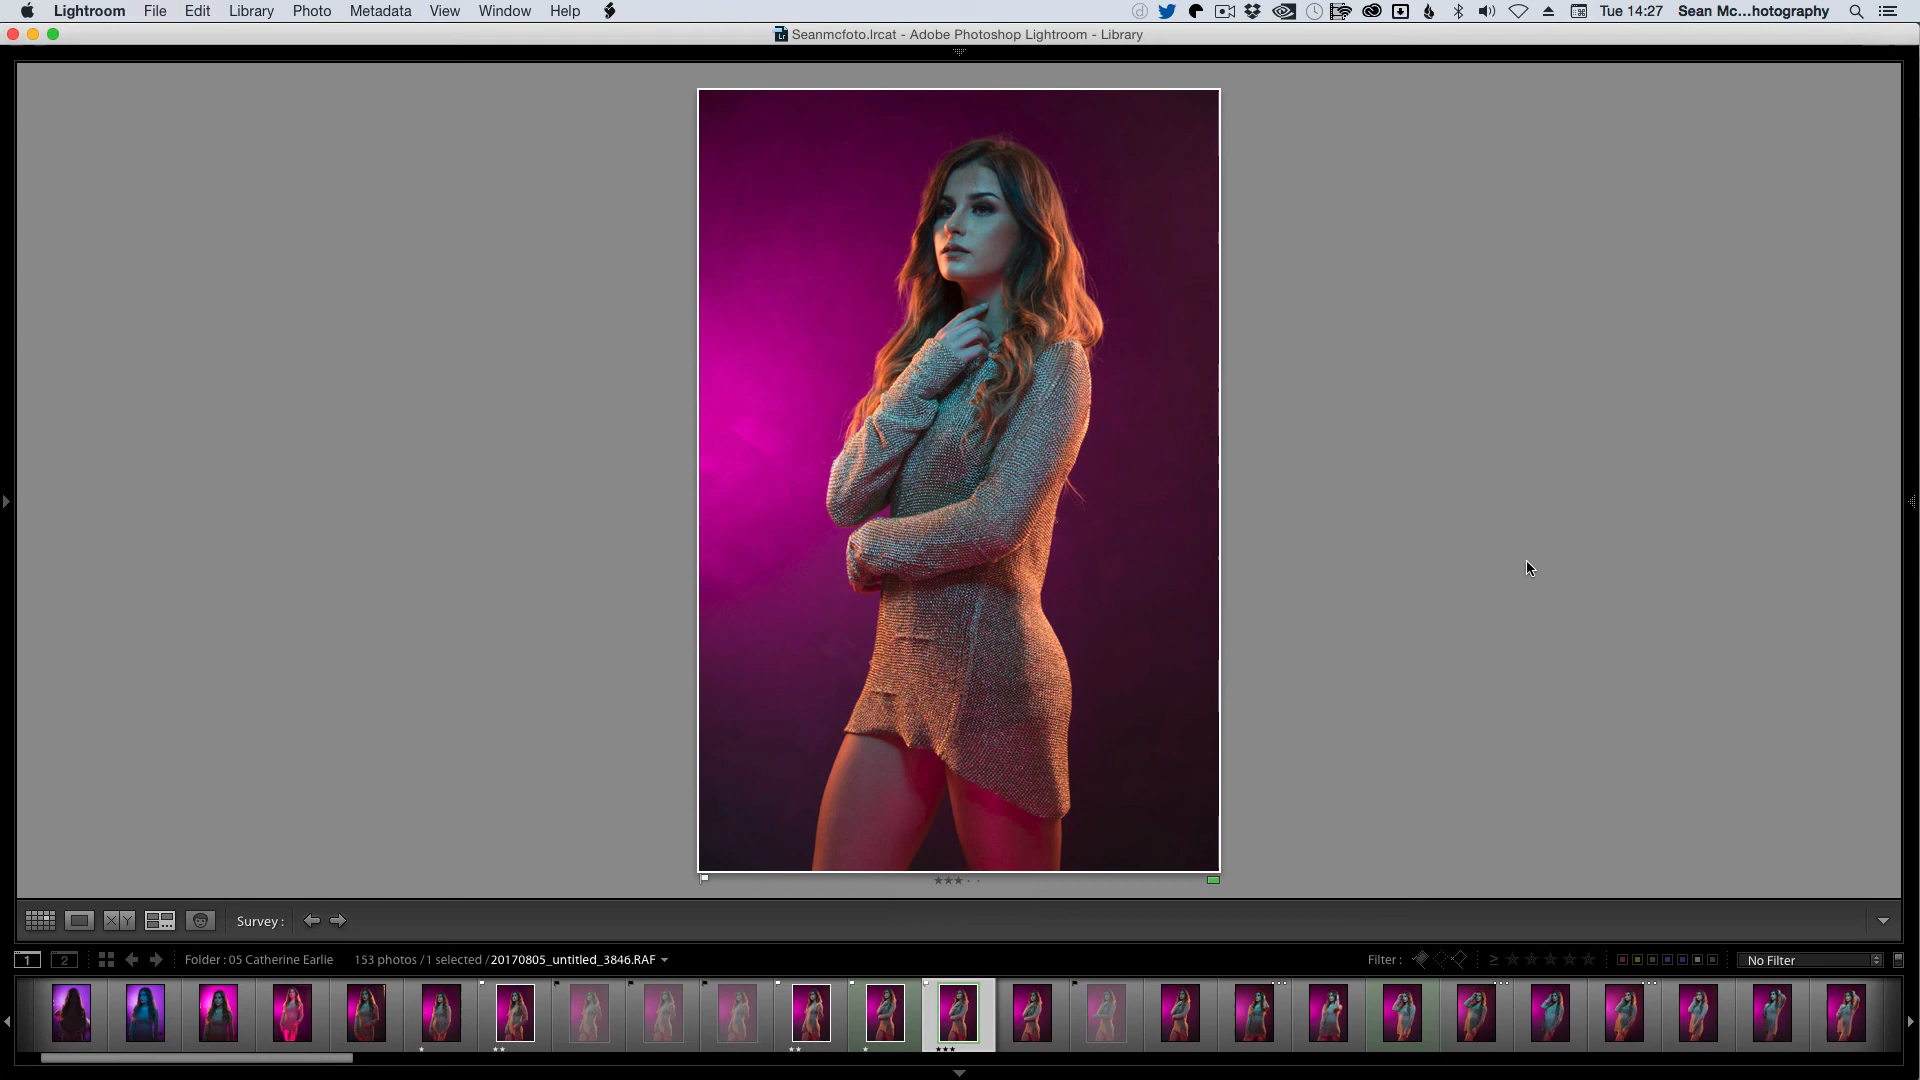 Lightroom File Edit Library Photo Metadata View Window Help Tue 14:27 Sean Mc...hotography
Lr Seanmcfoto.lrcat - Adobe Photoshop Lightroom - Library
X Y Survey :
1 2 Folder : 05 Catherine Earlie 153 photos / 1 selected / 20170805_untitled_3846.RAF Filter : No Filter